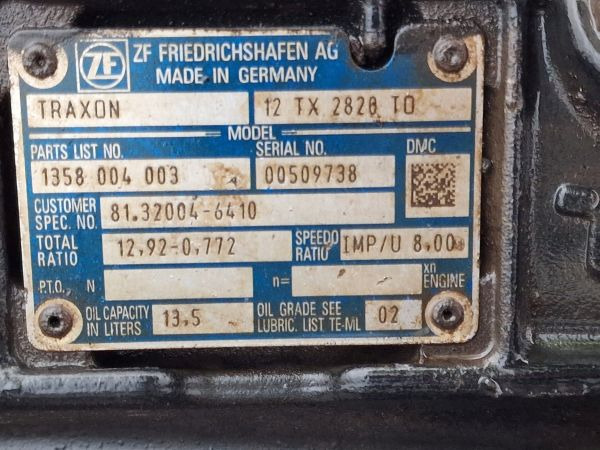 ZF ZF FRIEDRICHSHAFEN AG
MADE IN GERMANY
TRAXON 12 TX 2820 TO
MODEL
PARTS LIST NO. SERIAL NO. DMC
1358 004 003 00509738
CUSTOMER SPEC. NO. 81.32004-6410
TOTAL RATIO 12,92-0,772 SPEEDO RATIO IMP/U 8,00
P.T.O. N n= xn ENGINE
OIL CAPACITY IN LITERS 13,5 OIL GRADE SEE LUBRIC. LIST TE-ML 02